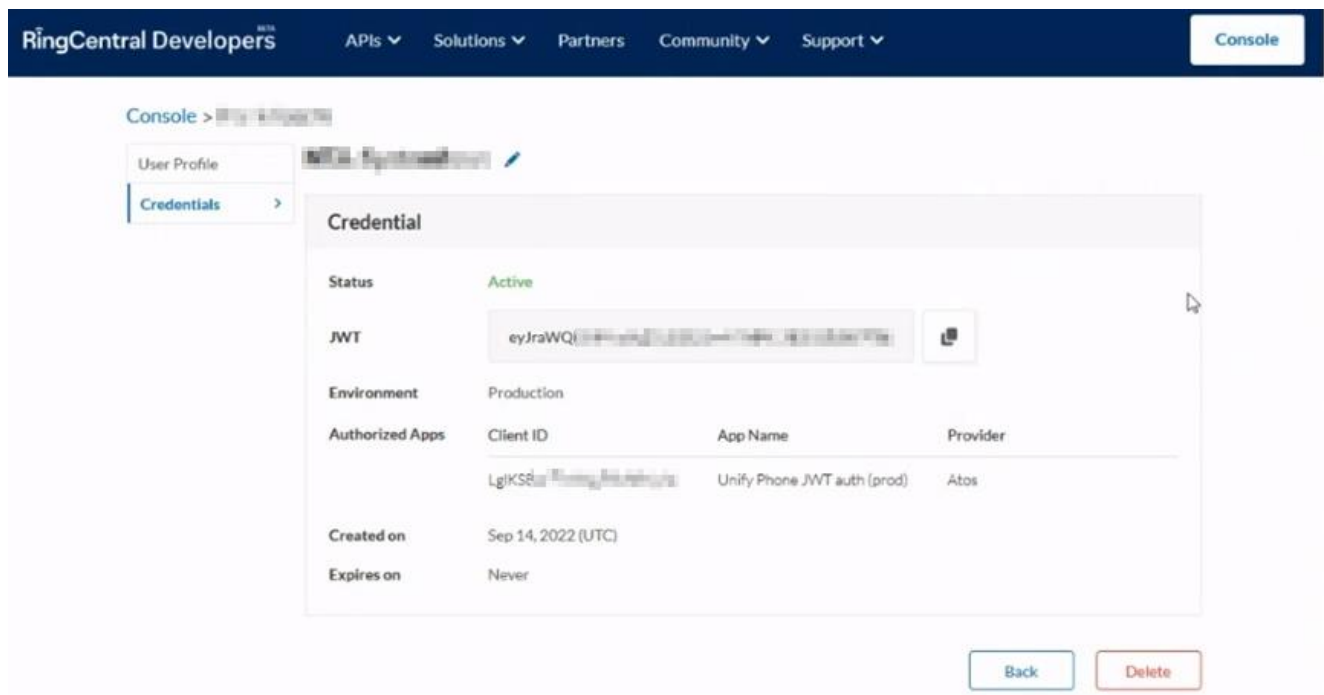 RingCentral Developers BETA APIs Solutions Partners Community Support Console
Console >
User Profile
Credentials >
Credential
Status Active
JWT eyJraWQi
Environment Production
Authorized Apps Client ID App Name Provider
LgIKSB Unify Phone JWT auth (prod) Atos
Created on Sep 14, 2022 (UTC)
Expires on Never
Back Delete